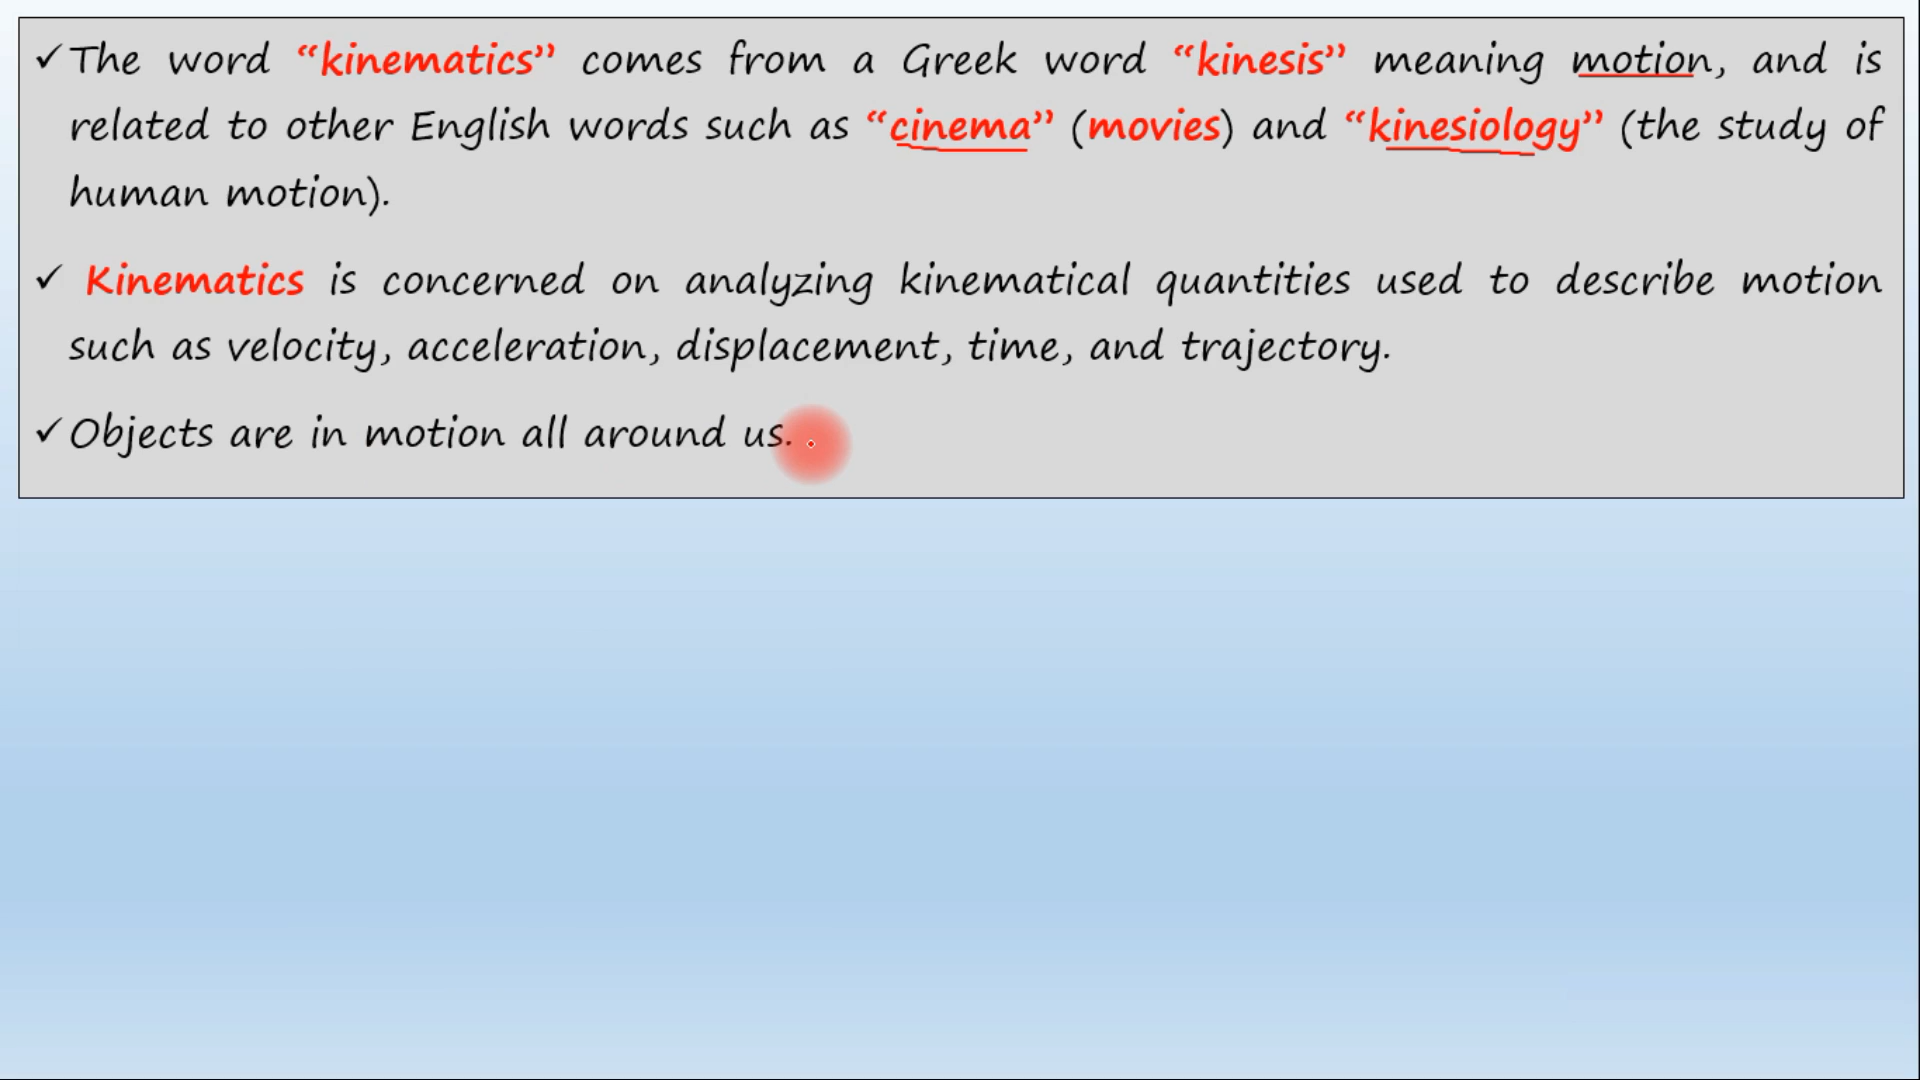 ✓ The word “kinematics” comes from a Greek word “kinesis” meaning motion, and is
related to other English words such as “cinema” (movies) and “kinesiology” (the study of
human motion).
✓ Kinematics is concerned on analyzing kinematical quantities used to describe motion
such as velocity, acceleration, displacement, time, and trajectory.
✓ Objects are in motion all around us.